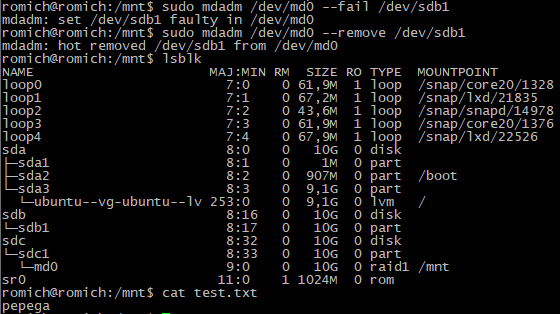 romich@romich:/mnt$ sudo mdadm /dev/md0 --fail /dev/sdb1
mdadm: set /dev/sdb1 faulty in /dev/md0
romich@romich:/mnt$ sudo mdadm /dev/md0 --remove /dev/sdb1
mdadm: hot removed /dev/sdb1 from /dev/md0
romich@romich:/mnt$ lsblk
NAME                      MAJ:MIN RM  SIZE RO TYPE  MOUNTPOINT
loop0                       7:0    0 61,9M  1 loop  /snap/core20/1328
loop1                       7:1    0 67,2M  1 loop  /snap/lxd/21835
loop2                       7:2    0 43,6M  1 loop  /snap/snapd/14978
loop3                       7:3    0 61,9M  1 loop  /snap/core20/1376
loop4                       7:4    0 67,9M  1 loop  /snap/lxd/22526
sda                         8:0    0   10G  0 disk
├─sda1                      8:1    0    1M  0 part
├─sda2                      8:2    0  907M  0 part  /boot
└─sda3                      8:3    0  9,1G  0 part
  └─ubuntu--vg-ubuntu--lv 253:0    0  9,1G  0 lvm   /
sdb                         8:16   0   10G  0 disk
└─sdb1                      8:17   0   10G  0 part
sdc                         8:32   0   10G  0 disk
└─sdc1                      8:33   0   10G  0 part
  └─md0                     9:0    0   10G  0 raid1 /mnt
sr0                        11:0    1 1024M  0 rom
romich@romich:/mnt$ cat test.txt
pepega